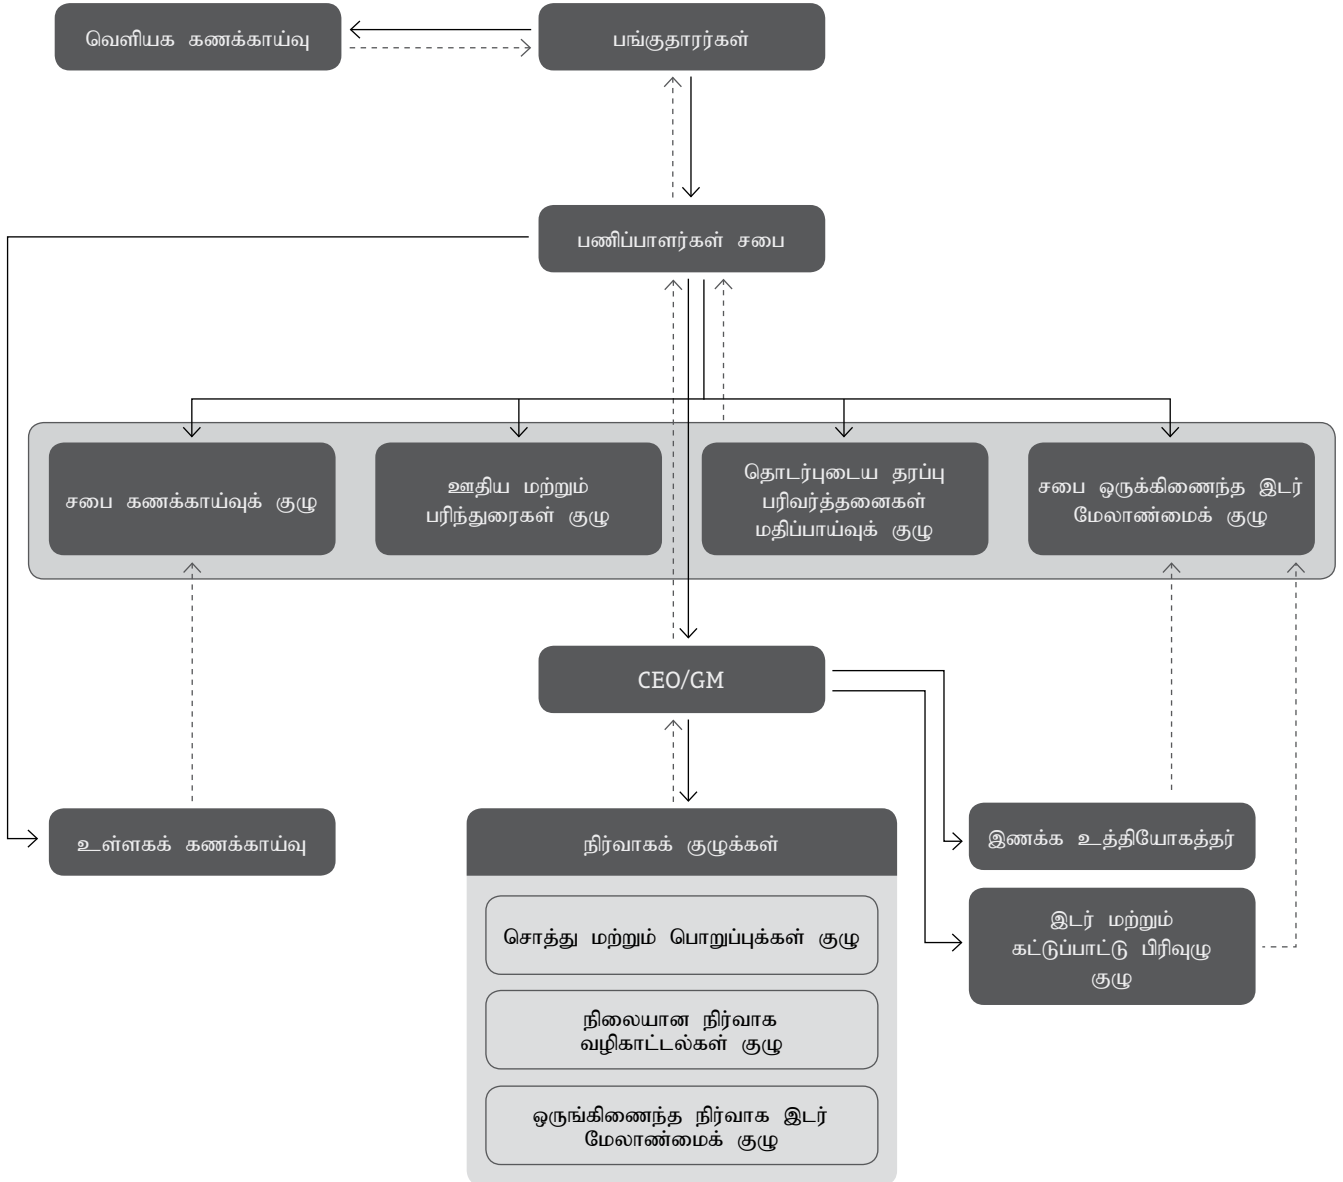 வெளியக கணக்காய்வு
பங்குதாரர்கள்
பணிப்பாளர்கள் சபை
சபை கணக்காய்வுக் குழு
ஊதிய மற்றும்
பரிந்துரைகள் குழு
தொடர்புடைய தரப்பு
பரிவர்த்தனைகள்
மதிப்பாய்வுக் குழு
சபை ஒருக்கிணைந்த இடர்
மேலாண்மைக் குழு
CEO/GM
உள்ளகக் கணக்காய்வு
நிர்வாகக் குழுக்கள்
சொத்து மற்றும் பொறுப்புக்கள் குழு
நிலையான நிர்வாக
வழிகாட்டல்கள் குழு
ஒருங்கிணைந்த நிர்வாக இடர்
மேலாண்மைக் குழு
இணக்க உத்தியோகத்தர்
இடர் மற்றும்
கட்டுப்பாட்டு பிரிவுழு
குழு